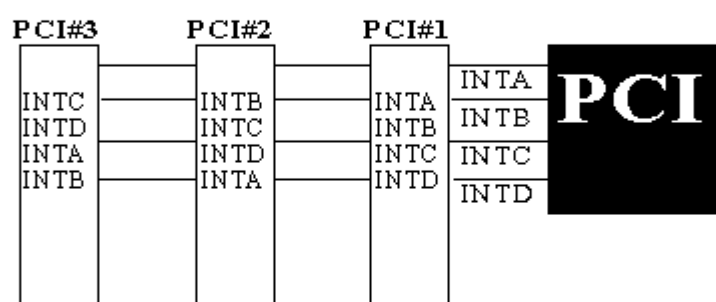 PCI#3 PCI#2 PCI#1
INTA
PCI
INTC INTB INTA
INTB
INTD INTC INTB
INTA INTD INTC INTC
INTB INTA INTD
INTD